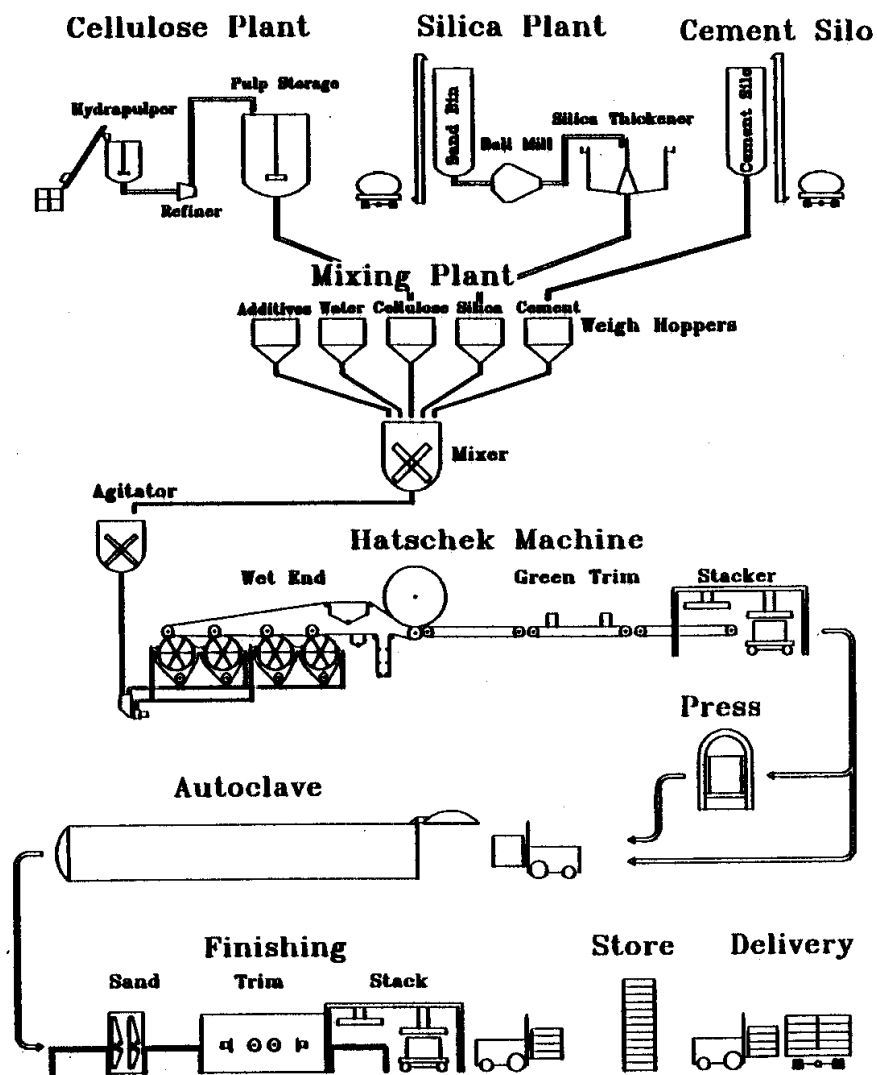 Cellulose Plant
Silica Plant
Cement Silo
Pulp Storage
Hydrapulper
Refiner
Sand Bin
Ball Mill
Silica Thickener
Cement Silo
Mixing Plant
Additives Water Cellulose Silica Cement
Weigh Hoppers
Mixer
Agitator
Hatschek Machine
Wet End
Green Trim
Stacker
Press
Autoclave
Finishing
Store
Delivery
Sand
Trim
Stack